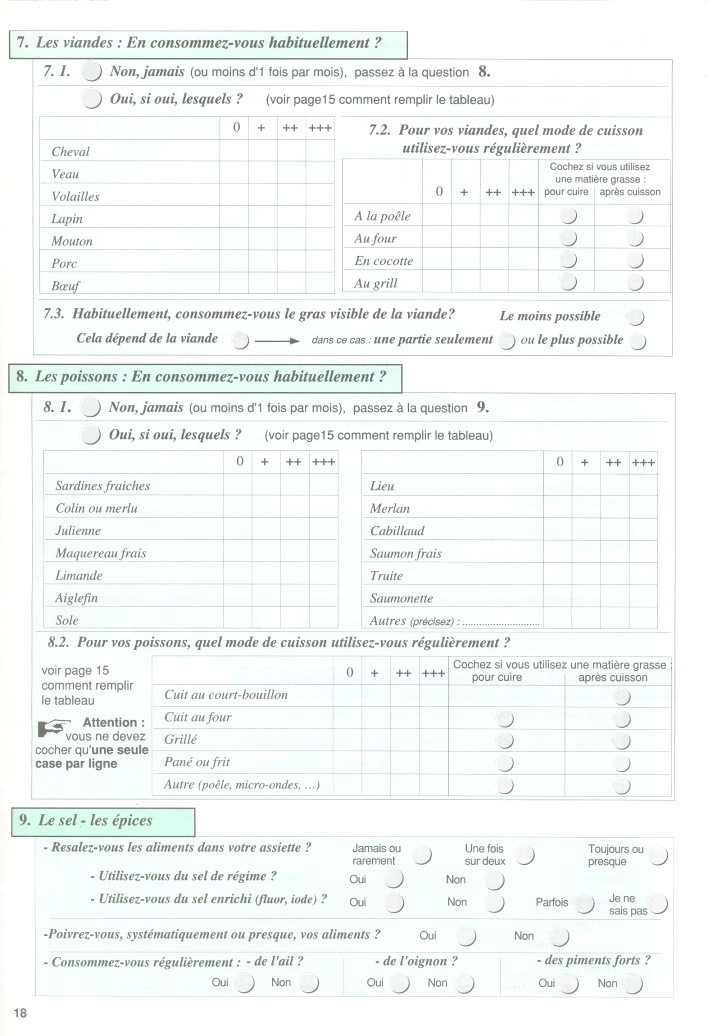 7. Les viandes : En consommez-vous habituellement ?
7. 1. Non, jamais (ou moins d'1 fois par mois), passez à la question 8.
Oui, si oui, lesquels ? (voir page15 comment remplir le tableau)
0 + ++ +++
Cheval
Veau
Volailles
Lapin
Mouton
Porc
Bœuf
7.2. Pour vos viandes, quel mode de cuisson
utilisez-vous régulièrement ?
Cochez si vous utilisez
une matière grasse :
0 + ++ +++ pour cuire après cuisson
A la poêle
Au four
En cocotte
Au grill
7.3. Habituellement, consommez-vous le gras visible de la viande? Le moins possible
Cela dépend de la viande dans ce cas : une partie seulement ou le plus possible
8. Les poissons : En consommez-vous habituellement ?
8. 1. Non, jamais (ou moins d'1 fois par mois), passez à la question 9.
Oui, si oui, lesquels ? (voir page15 comment remplir le tableau)
0 + ++ +++
Sardines fraiches
Colin ou merlu
Julienne
Maquereau frais
Limande
Aiglefin
Sole
0 + ++ +++
Lieu
Merlan
Cabillaud
Saumon frais
Truite
Saumonette
Autres (précisez) : ..........................
8.2. Pour vos poissons, quel mode de cuisson utilisez-vous régulièrement ?
voir page 15
comment remplir
le tableau
Attention :
vous ne devez
cocher qu'une seule
case par ligne
Cochez si vous utilisez une matière grasse :
0 + ++ +++ pour cuire après cuisson
Cuit au court-bouillon
Cuit au four
Grillé
Pané ou frit
Autre (poêle, micro-ondes, ...)
9. Le sel - les épices
- Resalez-vous les aliments dans votre assiette ? Jamais ou rarement Une fois sur deux Toujours ou presque
- Utilisez-vous du sel de régime ? Oui Non
- Utilisez-vous du sel enrichi (fluor, iode) ? Oui Non Parfois Je ne sais pas
-Poivrez-vous, systématiquement ou presque, vos aliments ? Oui Non
- Consommez-vous régulièrement : - de l'ail ? - de l'oignon ? - des piments forts ?
Oui Non Oui Non Oui Non
18